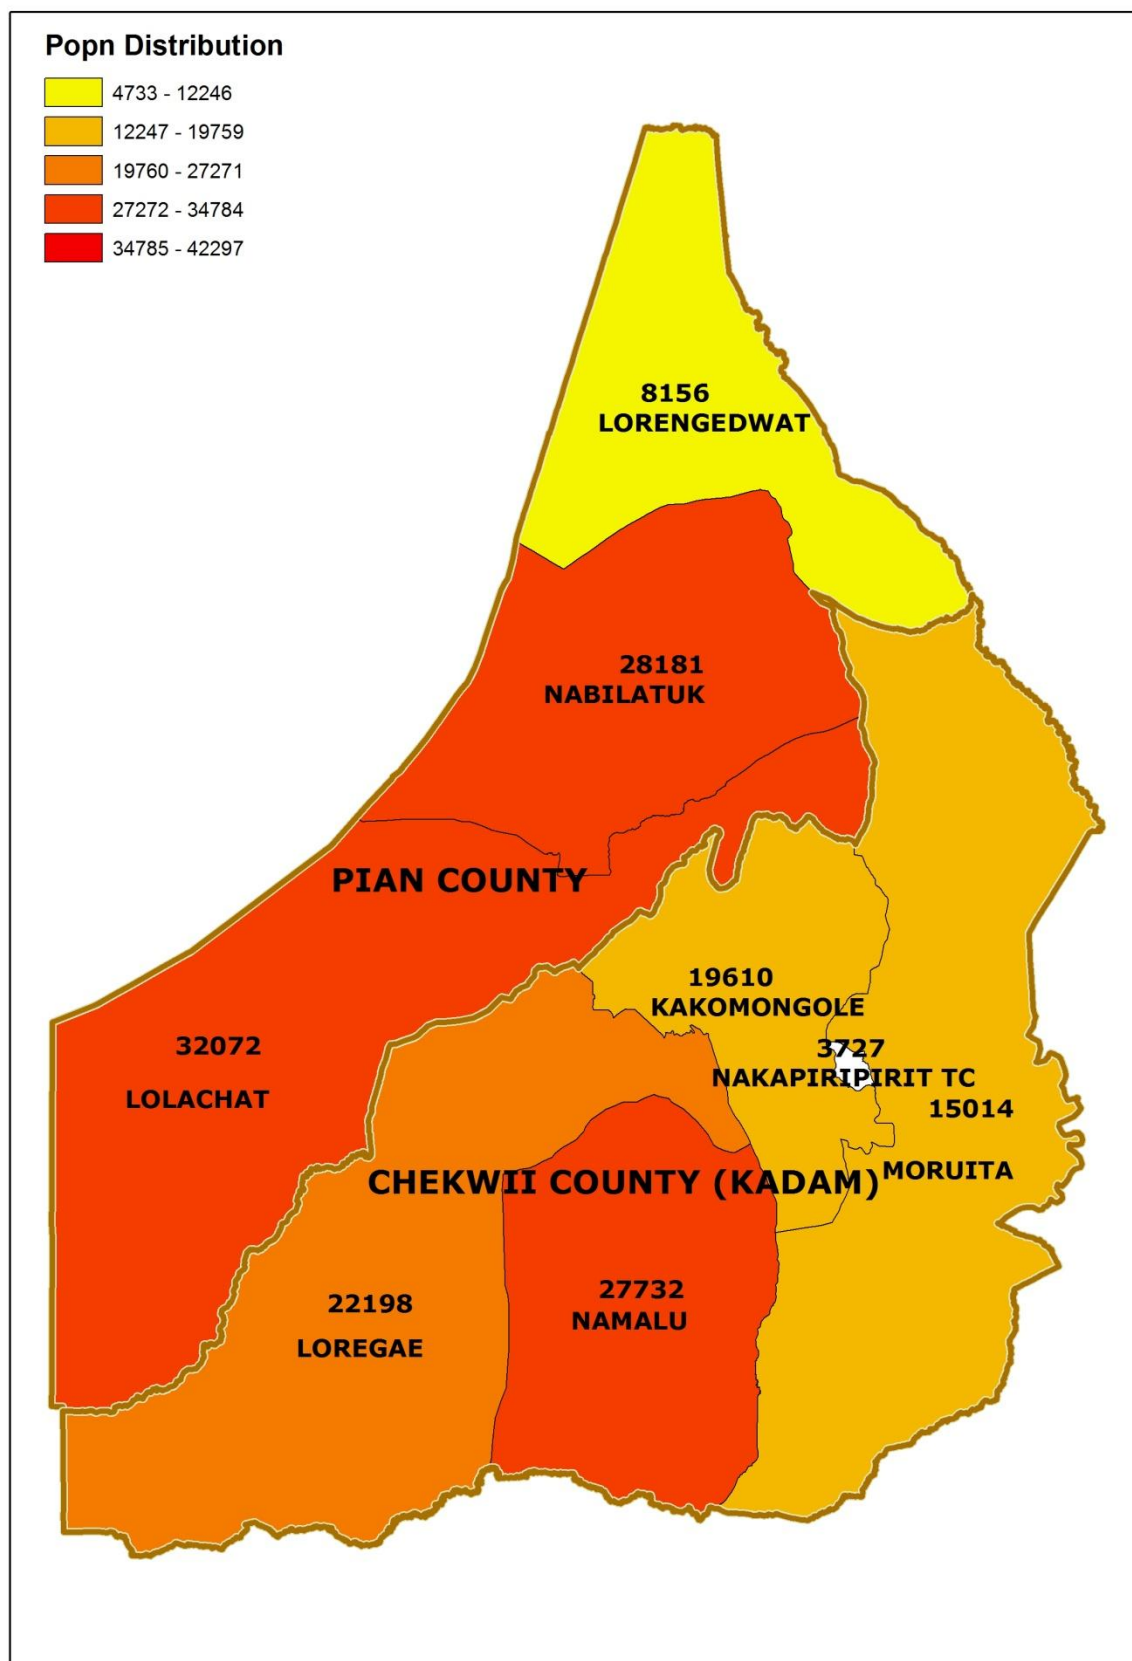 Popn Distribution
4733 - 12246
12247 - 19759
19760 - 27271
27272 - 34784
34785 - 42297
8156
LORENGEDWAT
28181
NABILATUK
PIAN COUNTY
19610
KAKOMONGOLE
32072
LOLACHAT
3727
NAKAPIRIPIRIT TC
15014
MORUITA
CHEKWII COUNTY (KADAM)
22198
LOREGAE
27732
NAMALU